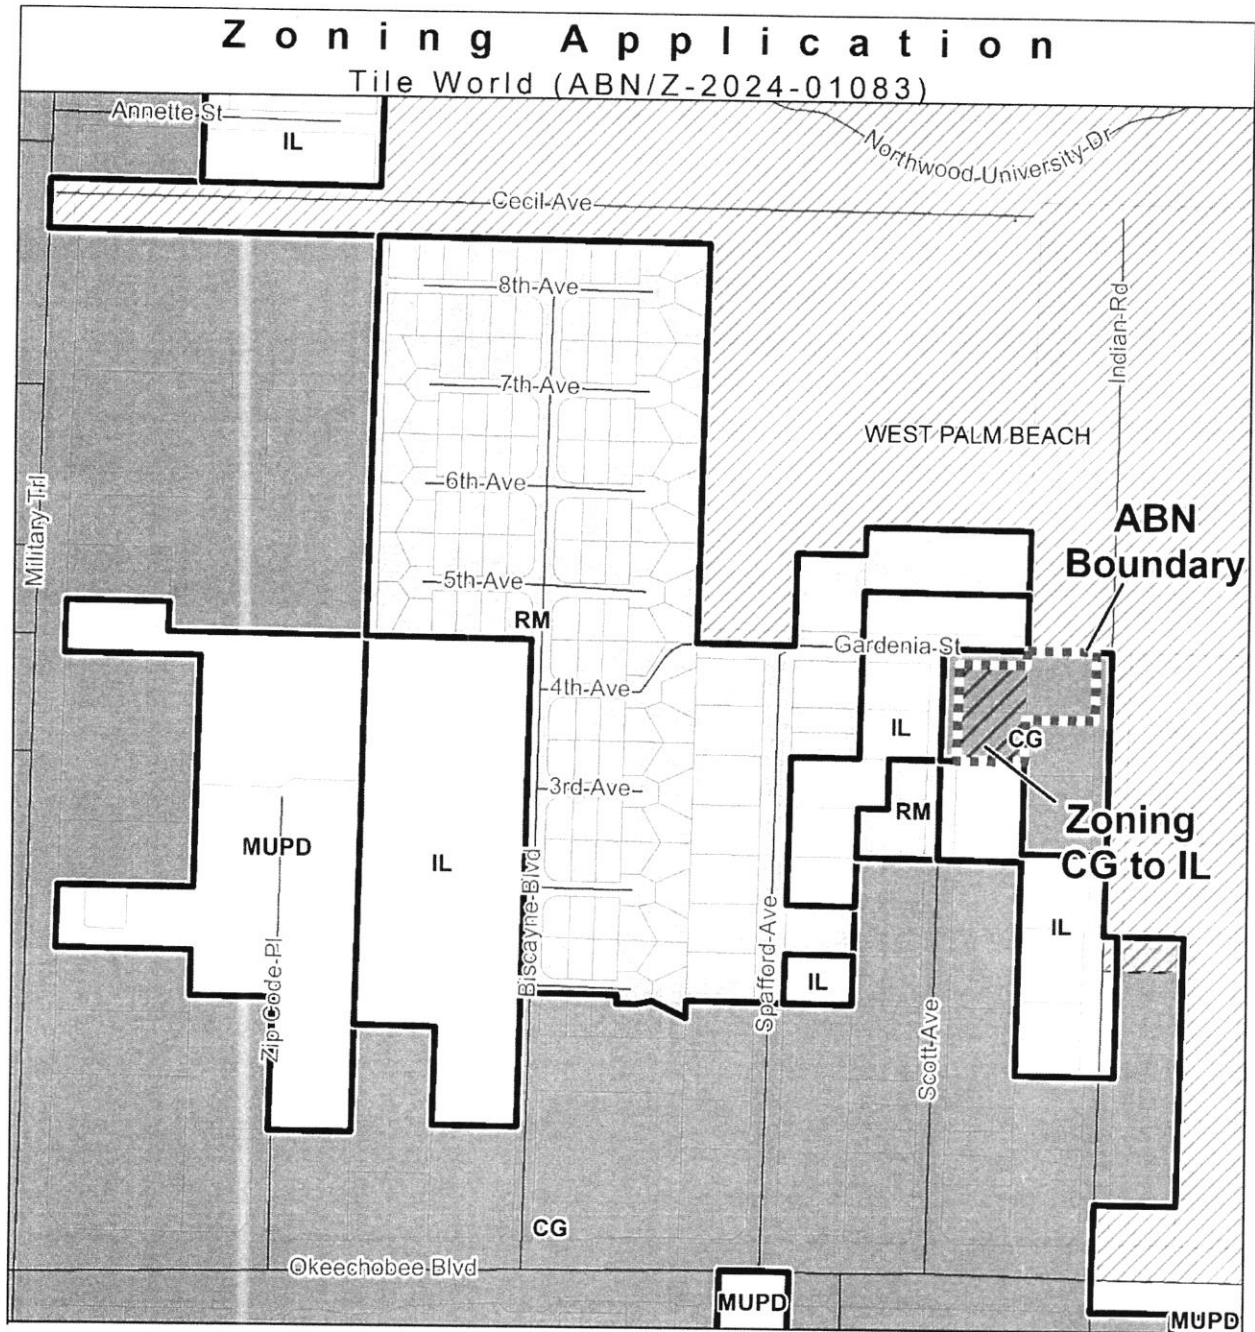 Zoning Application
Tile World (ABN/Z-2024-01083)
Annette St
IL
Northwood-University-Dr
Cecil-Ave
8th-Ave
Indian-Rd
7th-Ave
WEST PALM BEACH
6th-Ave
Military-Trl
ABN
Boundary
5th-Ave
RM
Gardenia-St
4th-Ave
IL
CG
3rd-Ave
Zoning
CG to IL
RM
MUPD
IL
Biscayne-Blvd
Spafford-Ave
IL
IL
Zip-Code-Pl
Scott-Ave
CG
Okeechobee Blvd
MUPD
MUPD